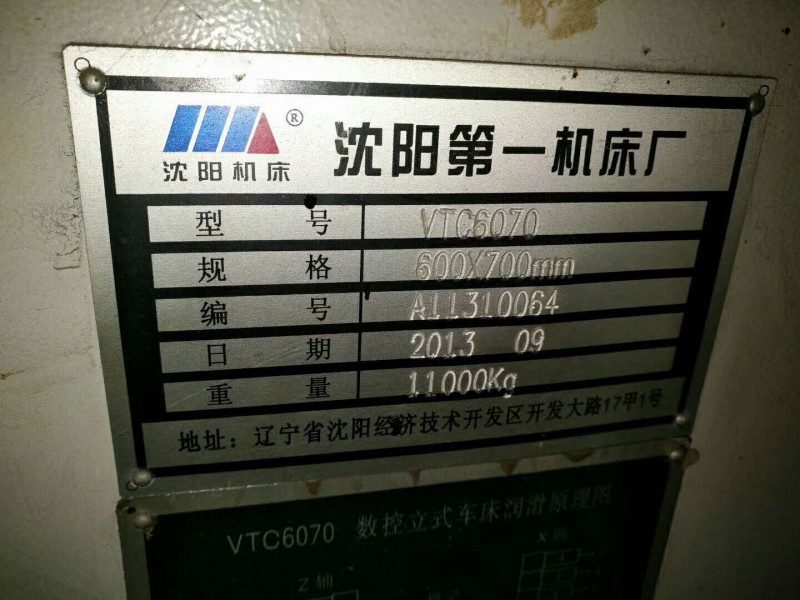 沈阳机床 ®
沈阳第一机床厂
型号 VTC6070
规格 600X700mm
编号 A11310064
日期 2013 09
重量 11000Kg
地址：辽宁省沈阳经济技术开发区开发大路17甲1号
VTC6070 数控立式车床润滑原理图
X轴
Z轴